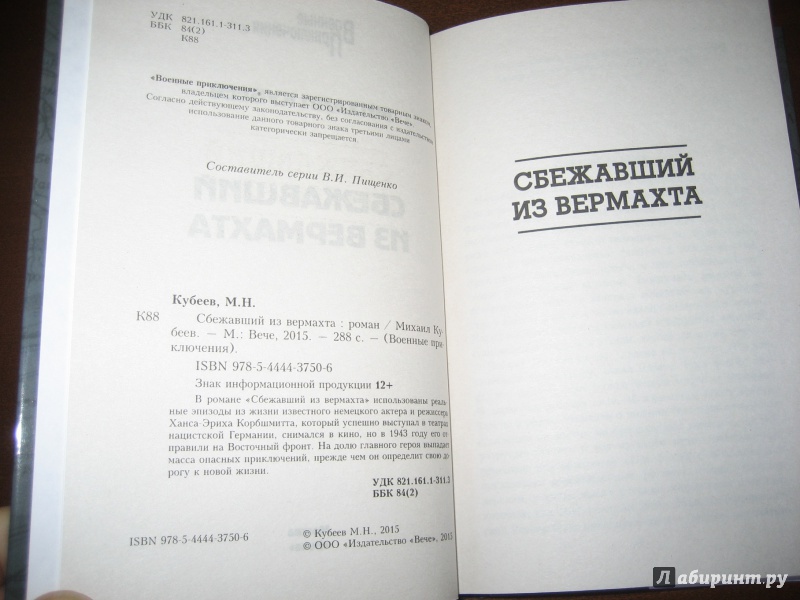 УДК 821.161.1-311.3
ББК 84(2)
К88
«Военные приключения», является зарегистрированным товарным знаком,
владельцем которого выступает ООО «Издательство «Вече».
Согласно действующему законодательству, без согласования с издательством
использование данного товарного знака третьими лицами
категорически запрещается.
Составитель серии В.И. Пищенко
Кубеев, М.Н.
К88
Сбежавший из вермахта : роман / Михаил Ку-
беев. — М.: Вече, 2015. — 288 с. — (Военные при-
ключения).
ISBN 978-5-4444-3750-6
Знак информационной продукции 12+
В романе «Сбежавший из вермахта» использованы реаль-
ные эпизоды из жизни известного немецкого актера и режиссера
Ханса Эриха Корбшмитта, который успешно выступал в театрах
нацистской Германии, снимался в кино, но в 1943 году его от-
правили на Восточный фронт. На долю главного героя выпадает
масса опасных приключений, прежде чем он определит свою до-
рогу к новой жизни.
УДК 821.161.1-311.3
ББК 84(2)
ISBN 978-5-4444-3750-6
© Кубеев М.Н., 2015
© ООО «Издательство «Вече», 2015
СБЕЖАВШИЙ
ИЗ ВЕРМАХТА
Лабиринт.ру